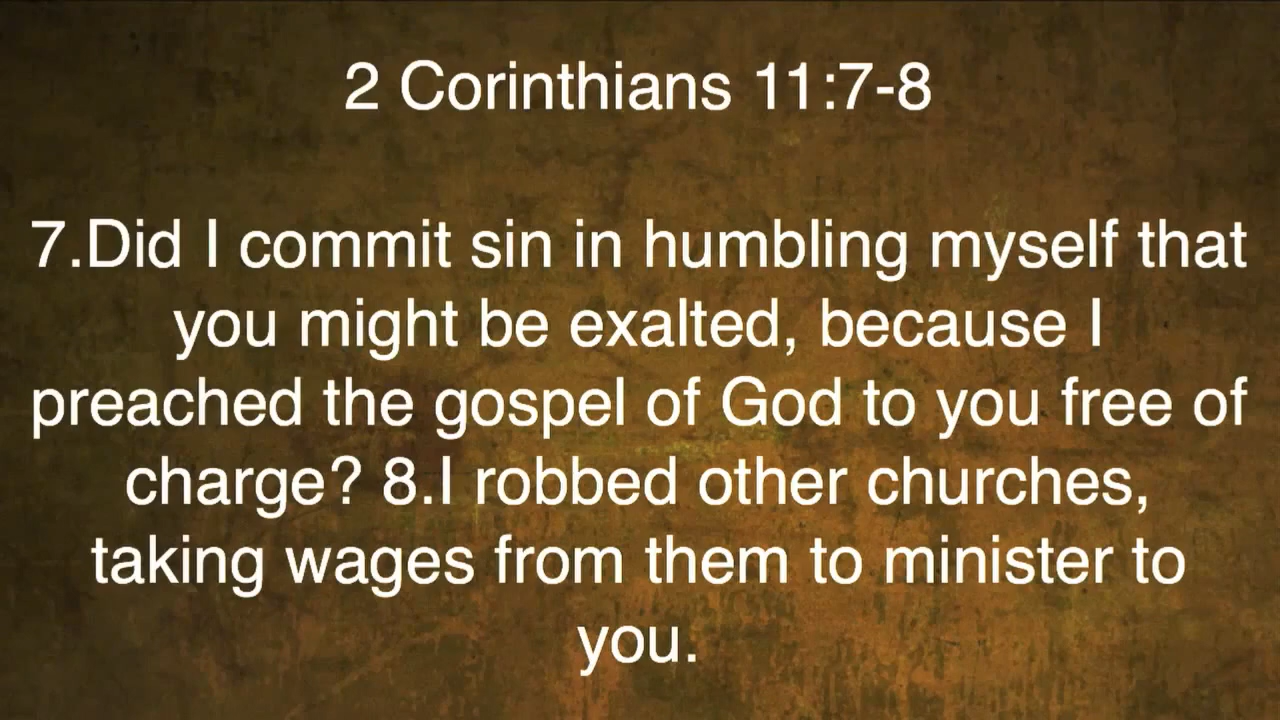 2 Corinthians 11:7-8
7.Did I commit sin in humbling myself that
you might be exalted, because I
preached the gospel of God to you free of
charge? 8.I robbed other churches,
taking wages from them to minister to
you.